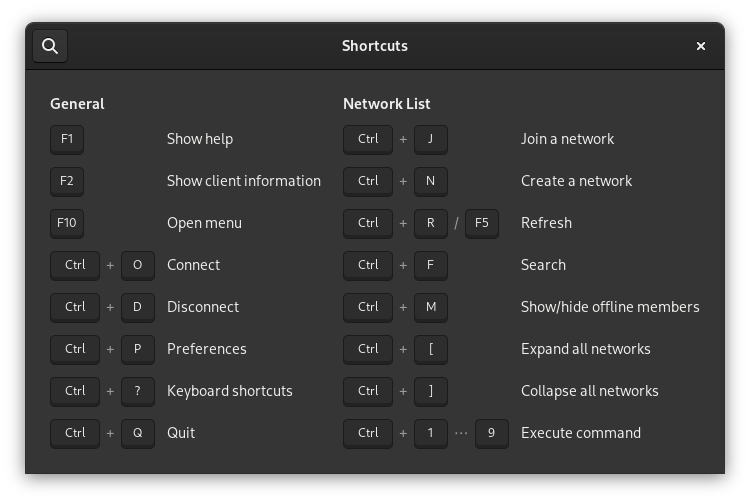 Shortcuts
General
F1 Show help
F2 Show client information
F10 Open menu
Ctrl + O Connect
Ctrl + D Disconnect
Ctrl + P Preferences
Ctrl + ? Keyboard shortcuts
Ctrl + Q Quit
Network List
Ctrl + J Join a network
Ctrl + N Create a network
Ctrl + R / F5 Refresh
Ctrl + F Search
Ctrl + M Show/hide offline members
Ctrl + [ Expand all networks
Ctrl + ] Collapse all networks
Ctrl + 1 ⋯ 9 Execute command